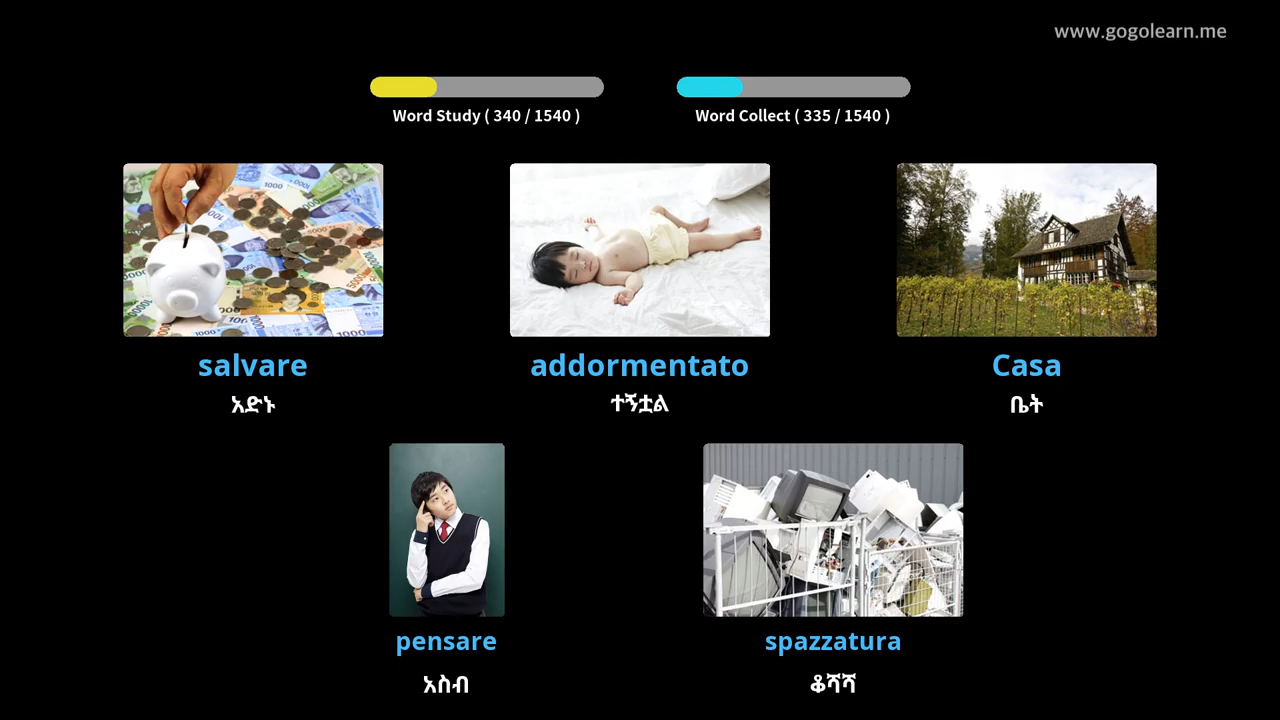 www.gogolearn.me
Word Study ( 340 / 1540 )
Word Collect ( 335 / 1540 )
salvare
አድኑ
addormentato
ተኝቷል
Casa
ቤት
pensare
አስብ
spazzatura
ቆሻሻ